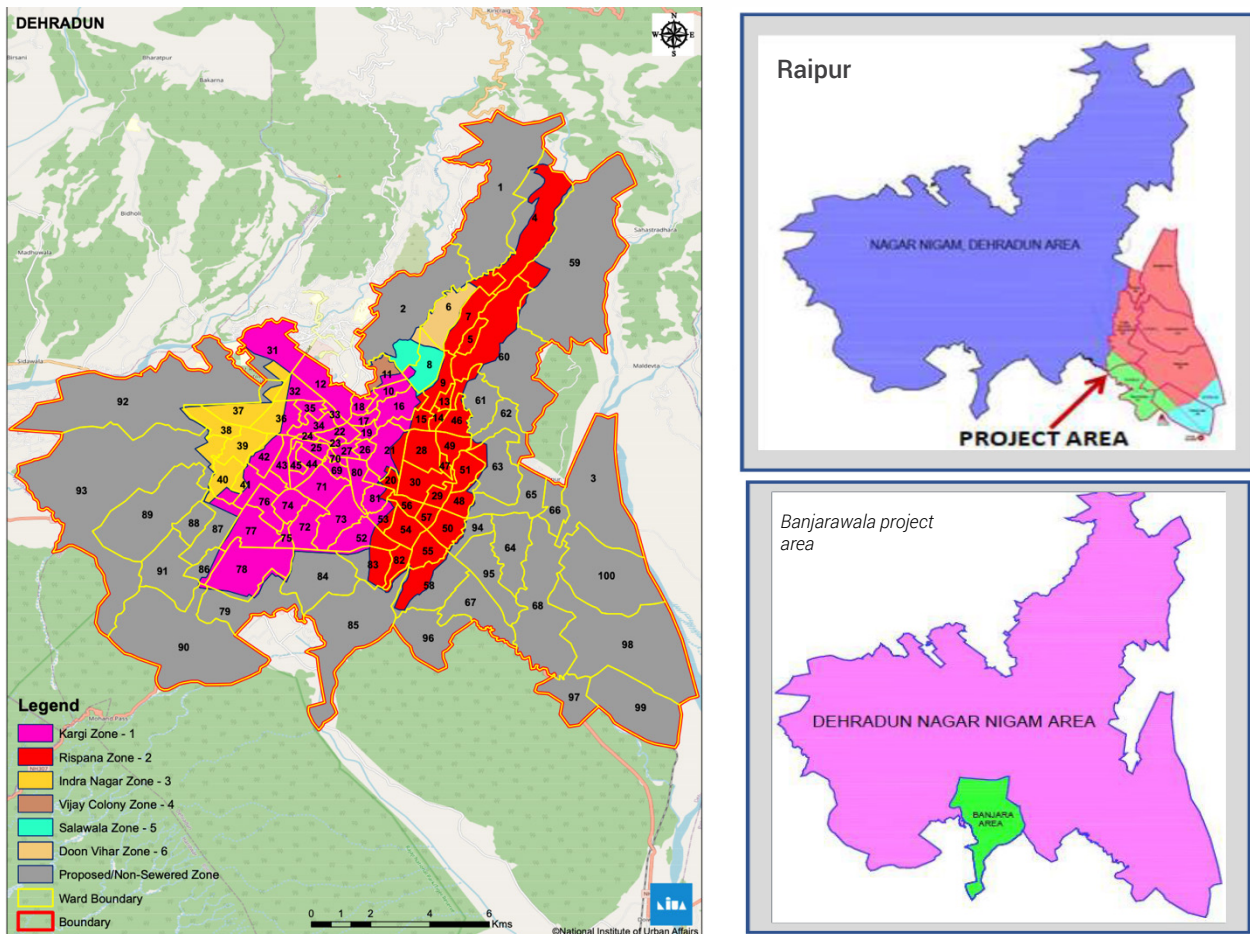 DEHRADUN
N
W E
S
Kimoiraig
Birsani
Bharatpur
Bakarna
Bidholi
Madhowala
Sahastradhara
Sidawala
Maldevta
Mohand Pass
1
4
59
2
6
7
5
60
8
31
11
9
10
12
32
92
37
36
35
33
18
16
13
61
62
34
17
15
14
46
38
22
19
24
23
39
25
27
26
21
28
49
42
70
63
43
45
44
69
80
47
51
3
93
40
41
71
20
30
65
76
74
81
29
48
66
89
56
88
87
77
72
73
53
57
94
54
50
75
52
64
55
91
86
78
84
83
82
58
95
100
79
67
68
85
96
98
90
97
99
Legend
Kargi Zone - 1
Rispana Zone - 2
Indra Nagar Zone - 3
Vijay Colony Zone - 4
Salawala Zone - 5
Doon Vihar Zone - 6
Proposed/Non-Sewered Zone
Ward Boundary
Boundary
0 1 2 4 6
Kms
©National Institute of Urban Affairs
Raipur
NAGAR NIGAM, DEHRADUN AREA
PROJECT AREA
Banjarawala project
area
DEHRADUN NAGAR NIGAM AREA
BANJARA
AREA